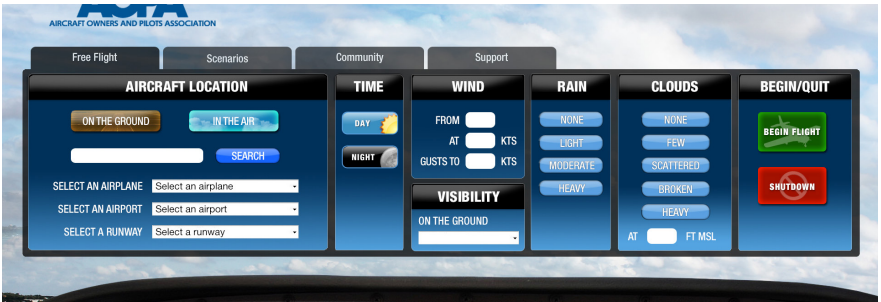 AOPA
AIRCRAFT OWNERS AND PILOTS ASSOCIATION
Free Flight
Scenarios
Community
Support
AIRCRAFT LOCATION
ON THE GROUND
IN THE AIR
SEARCH
SELECT AN AIRPLANE Select an airplane
SELECT AN AIRPORT Select an airport
SELECT A RUNWAY Select a runway
TIME
DAY
NIGHT
WIND
FROM
AT KTS
GUSTS TO KTS
VISIBILITY
ON THE GROUND
RAIN
NONE
LIGHT
MODERATE
HEAVY
CLOUDS
NONE
FEW
SCATTERED
BROKEN
HEAVY
AT FT MSL
BEGIN/QUIT
BEGIN FLIGHT
SHUTDOWN